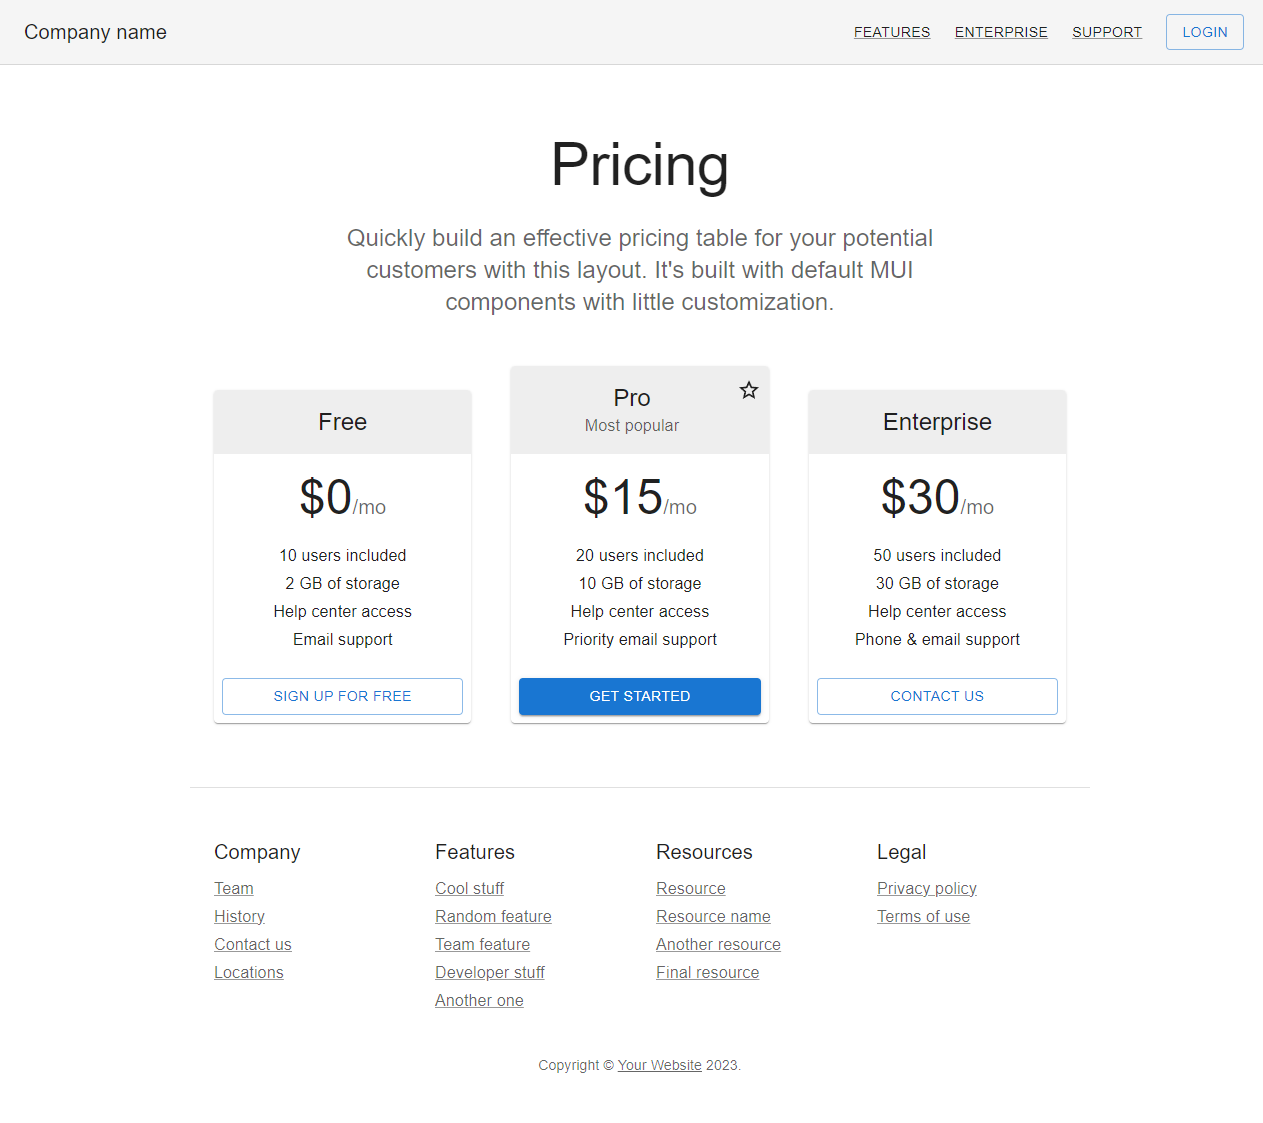 Company name
FEATURES ENTERPRISE SUPPORT LOGIN
Pricing
Quickly build an effective pricing table for your potential
customers with this layout. It's built with default MUI
components with little customization.
Free
$0/mo
10 users included
2 GB of storage
Help center access
Email support
SIGN UP FOR FREE
Pro
Most popular
$15/mo
20 users included
10 GB of storage
Help center access
Priority email support
GET STARTED
Enterprise
$30/mo
50 users included
30 GB of storage
Help center access
Phone & email support
CONTACT US
Company
Team
History
Contact us
Locations
Features
Cool stuff
Random feature
Team feature
Developer stuff
Another one
Resources
Resource
Resource name
Another resource
Final resource
Legal
Privacy policy
Terms of use
Copyright © Your Website 2023.